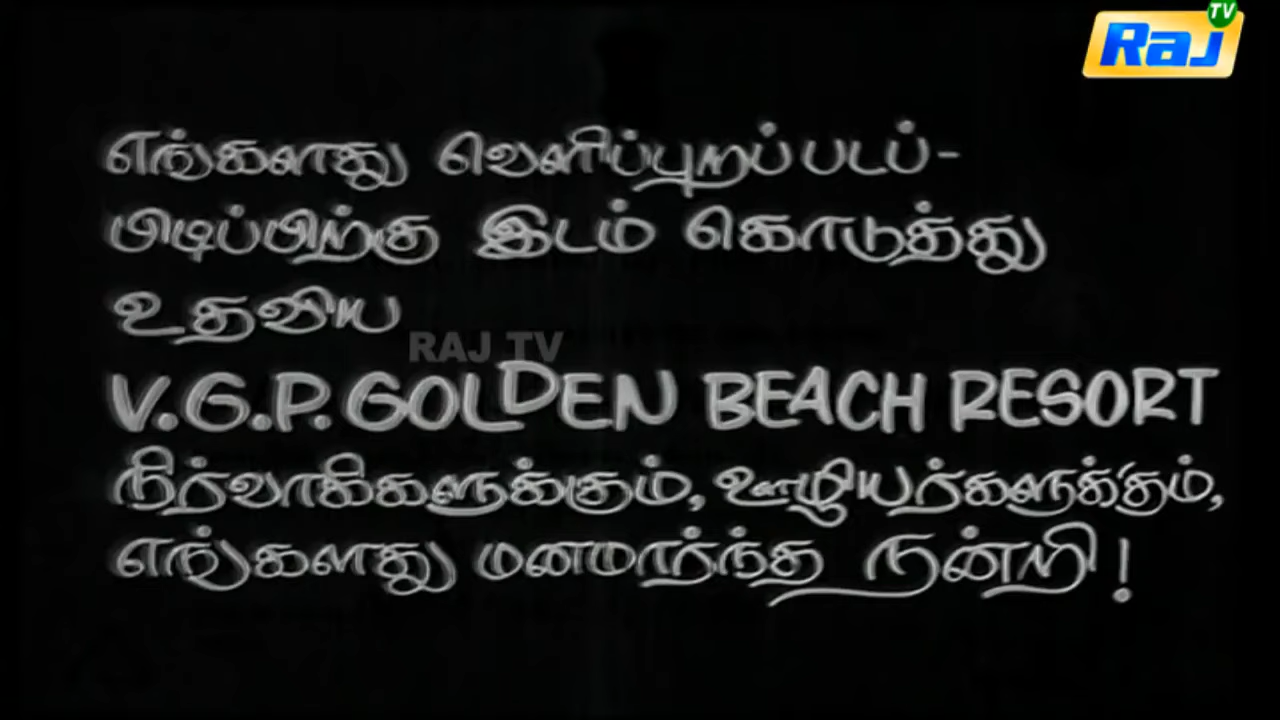 TV
Raj
எங்களது வெளிப்புறப்படப்-
பிடிப்பிற்கு இடம் கொடுத்து
உதவிய
RAJ TV
V.G.P. GOLDEN BEACH RESORT
நிர்வாகிகளுக்கும், ஊழியர்களுக்கும்,
எங்களது மனமார்ந்த நன்றி!